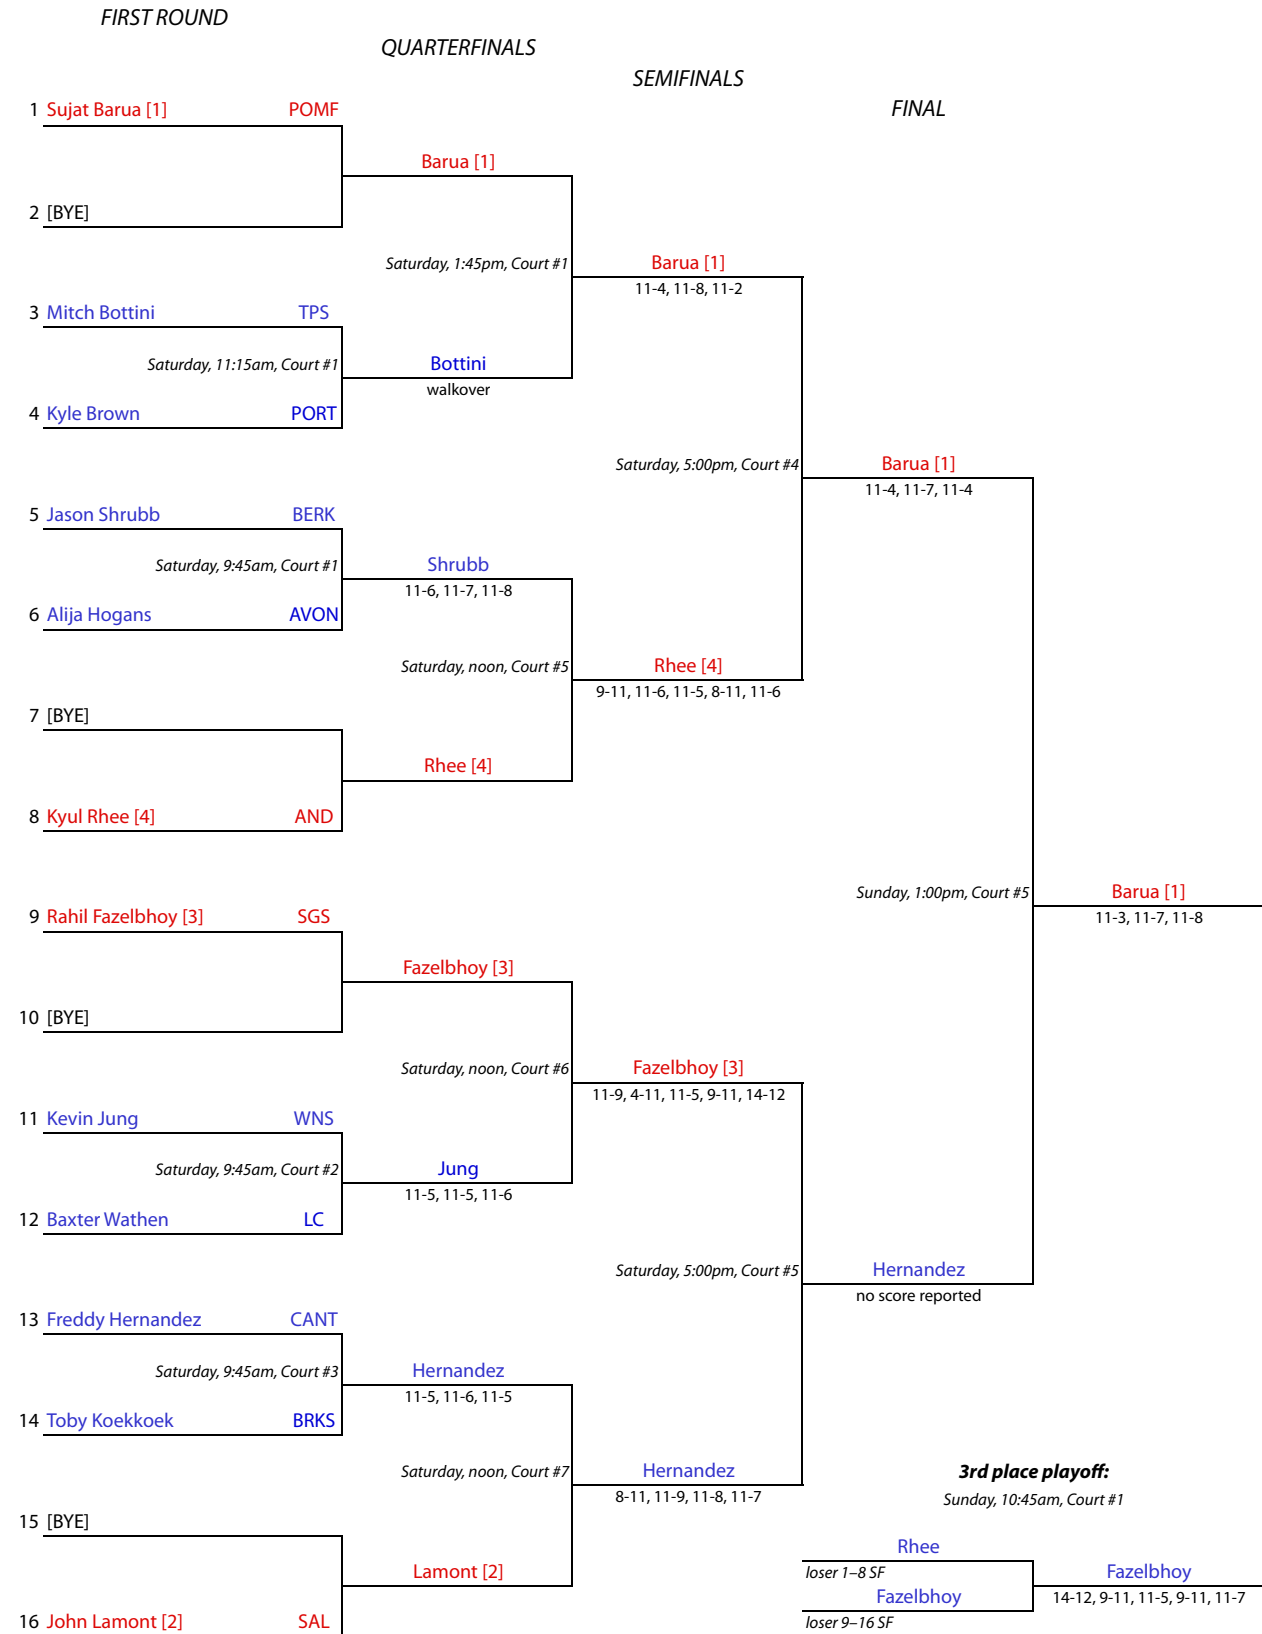 FIRST ROUND
QUARTERFINALS
SEMIFINALS
FINAL
1 Sujat Barua [1] POMF
Barua [1]
2 [BYE]
Saturday, 1:45pm, Court #1
Barua [1]
11-4, 11-8, 11-2
3 Mitch Bottini TPS
Saturday, 11:15am, Court #1
Bottini
walkover
4 Kyle Brown PORT
Saturday, 5:00pm, Court #4
Barua [1]
11-4, 11-7, 11-4
5 Jason Shrubb BERK
Saturday, 9:45am, Court #1
Shrubb
11-6, 11-7, 11-8
6 Alija Hogans AVON
Saturday, noon, Court #5
Rhee [4]
9-11, 11-6, 11-5, 8-11, 11-6
7 [BYE]
Rhee [4]
8 Kyul Rhee [4] AND
Sunday, 1:00pm, Court #5
Barua [1]
11-3, 11-7, 11-8
9 Rahil Fazelbhoy [3] SGS
Fazelbhoy [3]
10 [BYE]
Saturday, noon, Court #6
Fazelbhoy [3]
11-9, 4-11, 11-5, 9-11, 14-12
11 Kevin Jung WNS
Saturday, 9:45am, Court #2
Jung
11-5, 11-5, 11-6
12 Baxter Wathen LC
Saturday, 5:00pm, Court #5
Hernandez
no score reported
13 Freddy Hernandez CANT
Saturday, 9:45am, Court #3
Hernandez
11-5, 11-6, 11-5
14 Toby Koekkoek BRKS
Saturday, noon, Court #7
Hernandez
8-11, 11-9, 11-8, 11-7
3rd place playoff:
Sunday, 10:45am, Court #1
15 [BYE]
Rhee
loser 1–8 SF
Lamont [2]
Fazelbhoy
14-12, 9-11, 11-5, 9-11, 11-7
Fazelbhoy
loser 9–16 SF
16 John Lamont [2] SAL